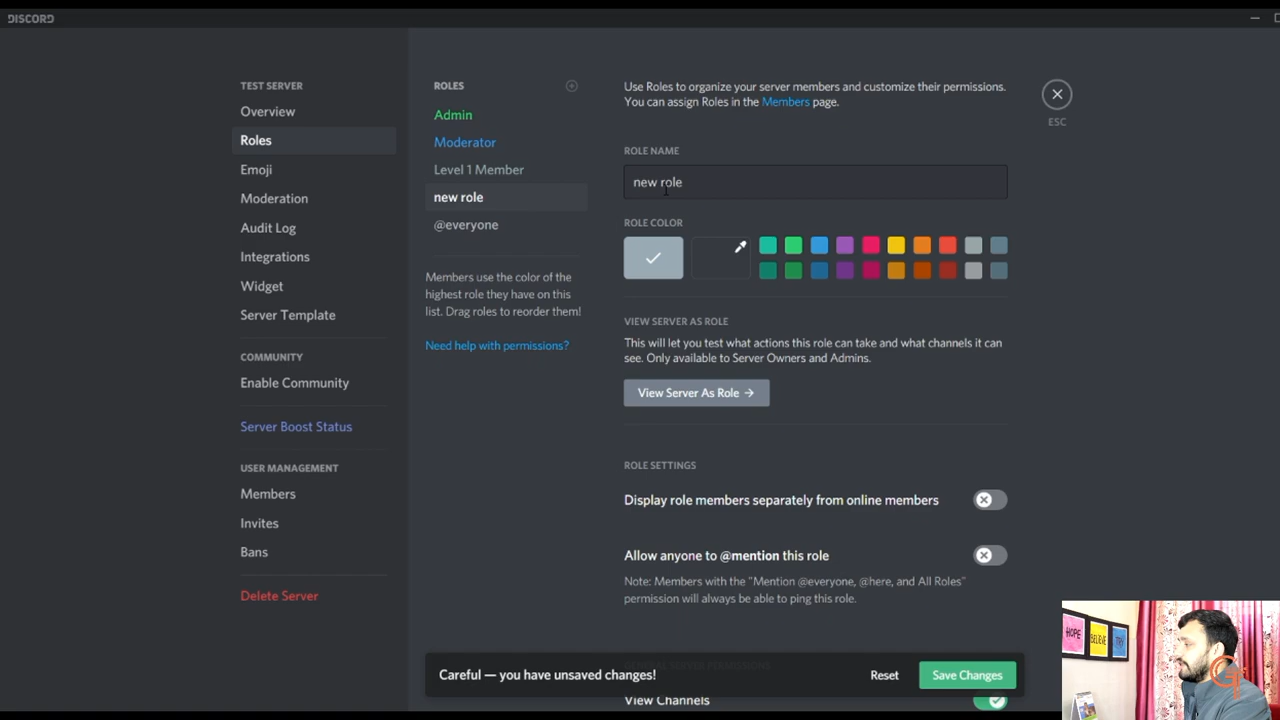 DISCORD
TEST SERVER
Overview
Roles
Emoji
Moderation
Audit Log
Integrations
Widget
Server Template
COMMUNITY
Enable Community
Server Boost Status
USER MANAGEMENT
Members
Invites
Bans
Delete Server
ROLES
Admin
Moderator
Level 1 Member
new role
@everyone
Members use the color of the
highest role they have on this
list. Drag roles to reorder them!
Need help with permissions?
Use Roles to organize your server members and customize their permissions.
You can assign Roles in the Members page.
ESC
ROLE NAME
new role
ROLE COLOR
VIEW SERVER AS ROLE
This will let you test what actions this role can take and what channels it can
see. Only available to Server Owners and Admins.
View Server As Role →
ROLE SETTINGS
Display role members separately from online members
Allow anyone to @mention this role
Note: Members with the "Mention @everyone, @here, and All Roles"
permission will always be able to ping this role.
GENERAL SERVER PERMISSIONS
Careful — you have unsaved changes!
Reset
Save Changes
View Channels
HOPE
BELIEVE
TRY